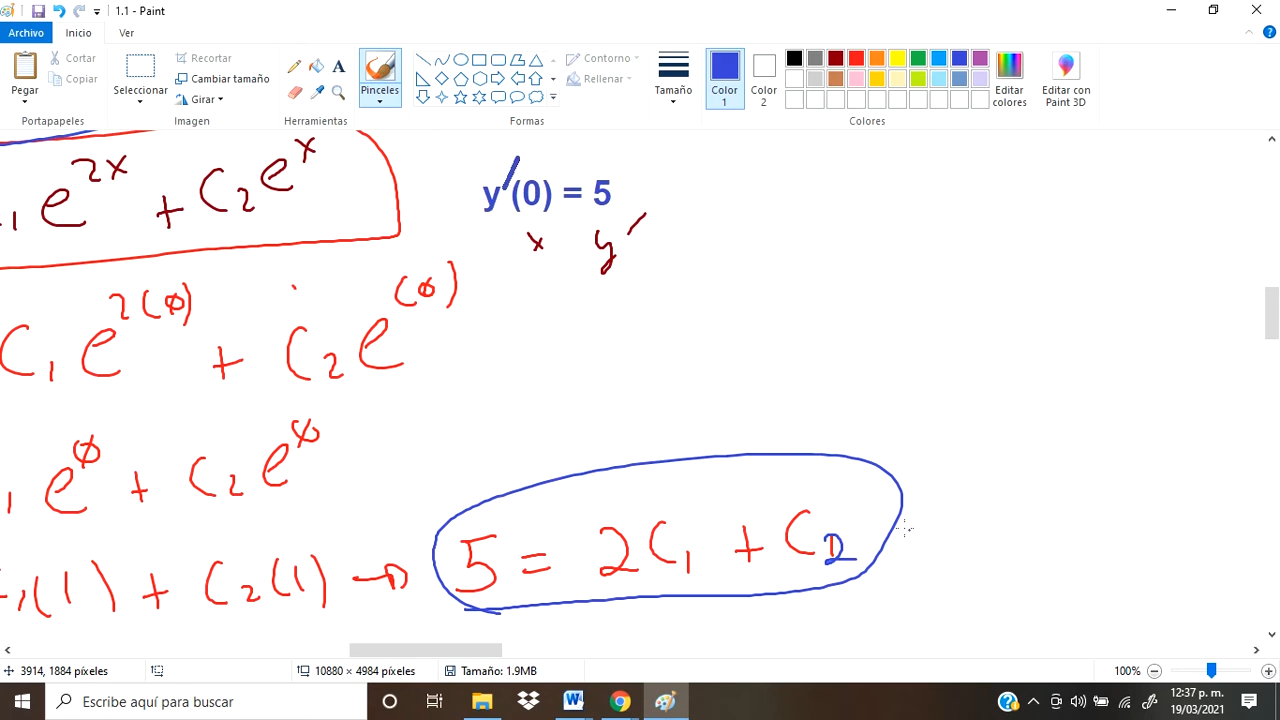 1.1 - Paint
Archivo Inicio Ver
Pegar
Cortar
Copiar
Portapapeles
Seleccionar
Recortar
Cambiar tamaño
Girar
Imagen
A
Herramientas
Pinceles
Contorno
Rellenar
Formas
Tamaño
Color 1
Color 2
Editar colores
Editar con Paint 3D
Colores
1 e^2x + C2 e^x
y'(0) = 5
x y'
C1 e^2(0) + C2 e^(0)
1 e^0 + C2 e^0
1(1) + C2(1) → 5 = 2C1 + C2
3914, 1884 píxeles 10880 × 4984 píxeles Tamaño: 1.9MB 100%
Escribe aquí para buscar
12:37 p. m.
19/03/2021